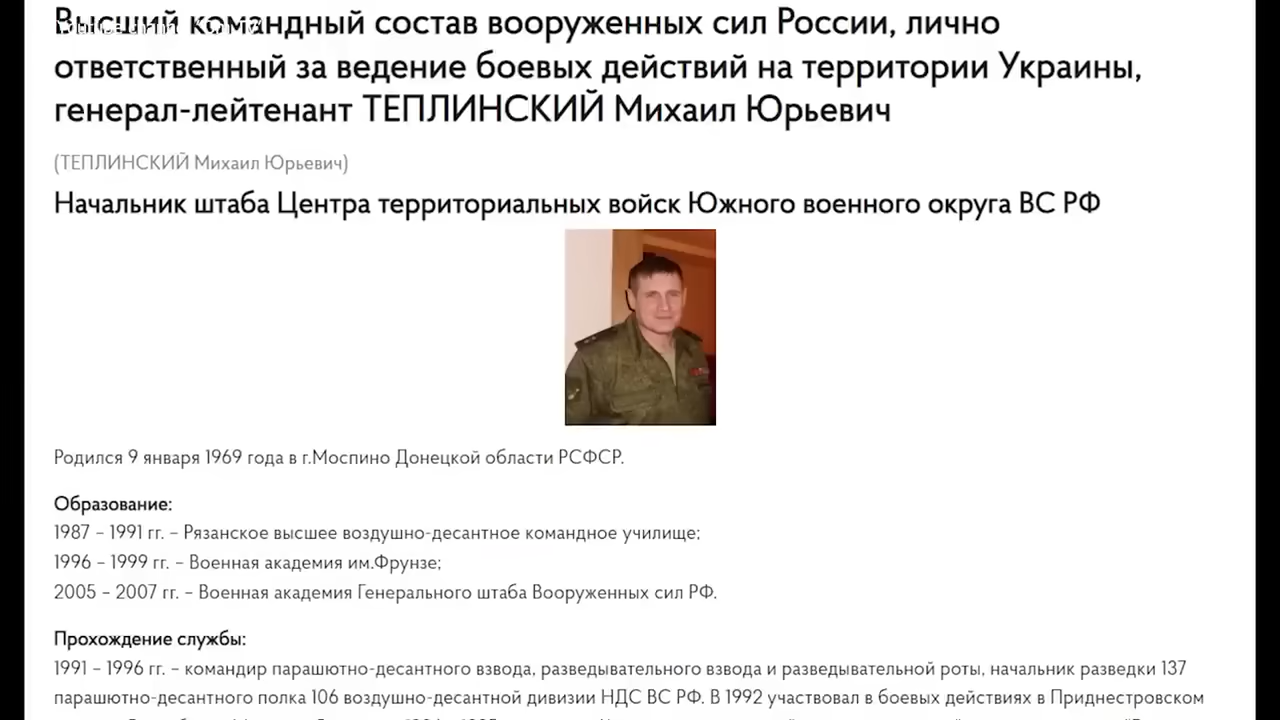 Высший командный состав вооруженных сил России, лично
ответственный за ведение боевых действий на территории Украины,
генерал-лейтенант ТЕПЛИНСКИЙ Михаил Юрьевич
(ТЕПЛИНСКИЙ Михаил Юрьевич)
Начальник штаба Центра территориальных войск Южного военного округа ВС РФ
Родился 9 января 1969 года в г.Моспино Донецкой области РСФСР.
Образование:
1987 – 1991 гг. – Рязанское высшее воздушно-десантное командное училище;
1996 – 1999 гг. – Военная академия им.Фрунзе;
2005 – 2007 гг. – Военная академия Генерального штаба Вооруженных сил РФ.
Прохождение службы:
1991 – 1996 гг. – командир парашютно-десантного взвода, разведывательного взвода и разведывательной роты, начальник разведки 137
парашютно-десантного полка 106 воздушно-десантной дивизии НДС ВС РФ. В 1992 участвовал в боевых действиях в Приднестровском